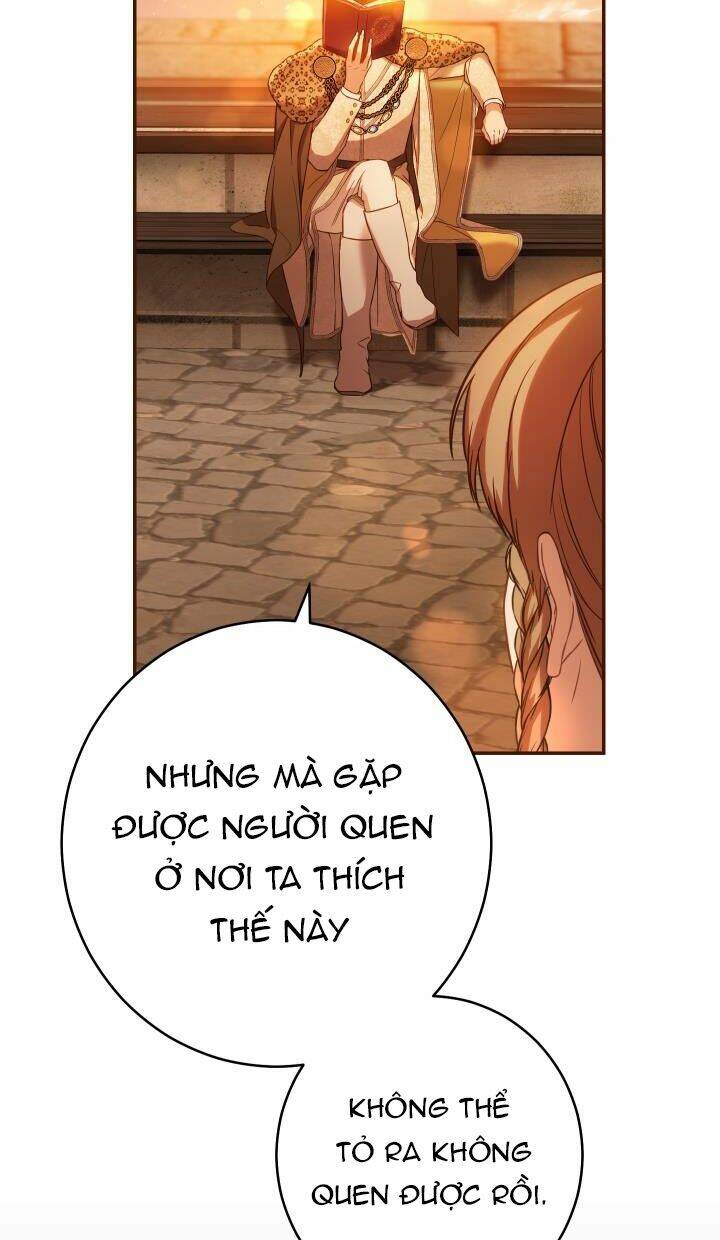 NHƯNG MÀ GẶP
ĐƯỢC NGƯỜI QUEN
Ở NƠI TA THÍCH
THẾ NÀY
KHÔNG THỂ
TỎ RA KHÔNG
QUEN ĐƯỢC RỒI.